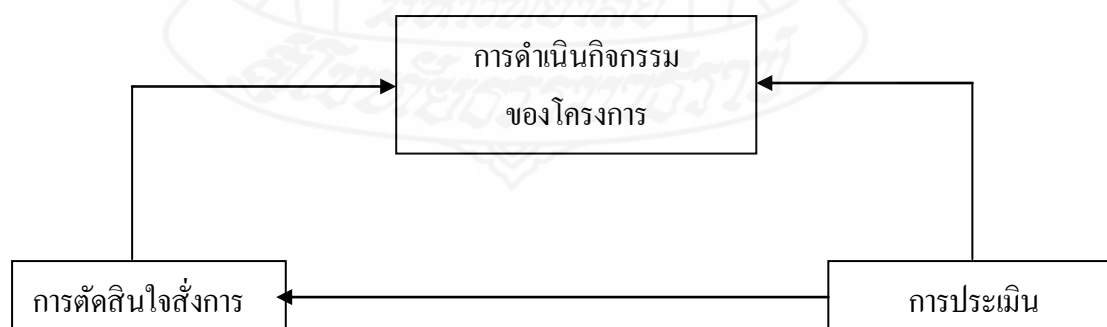 การดำเนินกิจกรรม
ของโครงการ
การตัดสินใจสั่งการ
การประเมิน